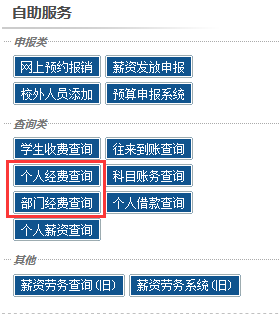 自助服务
申报类
网上预约报销 薪资发放申报
校外人员添加 预算申报系统
查询类
学生收费查询 往来到账查询
个人经费查询 科目账务查询
部门经费查询 个人借款查询
个人薪资查询
其他
薪资劳务查询(旧) 薪资劳务系统(旧)